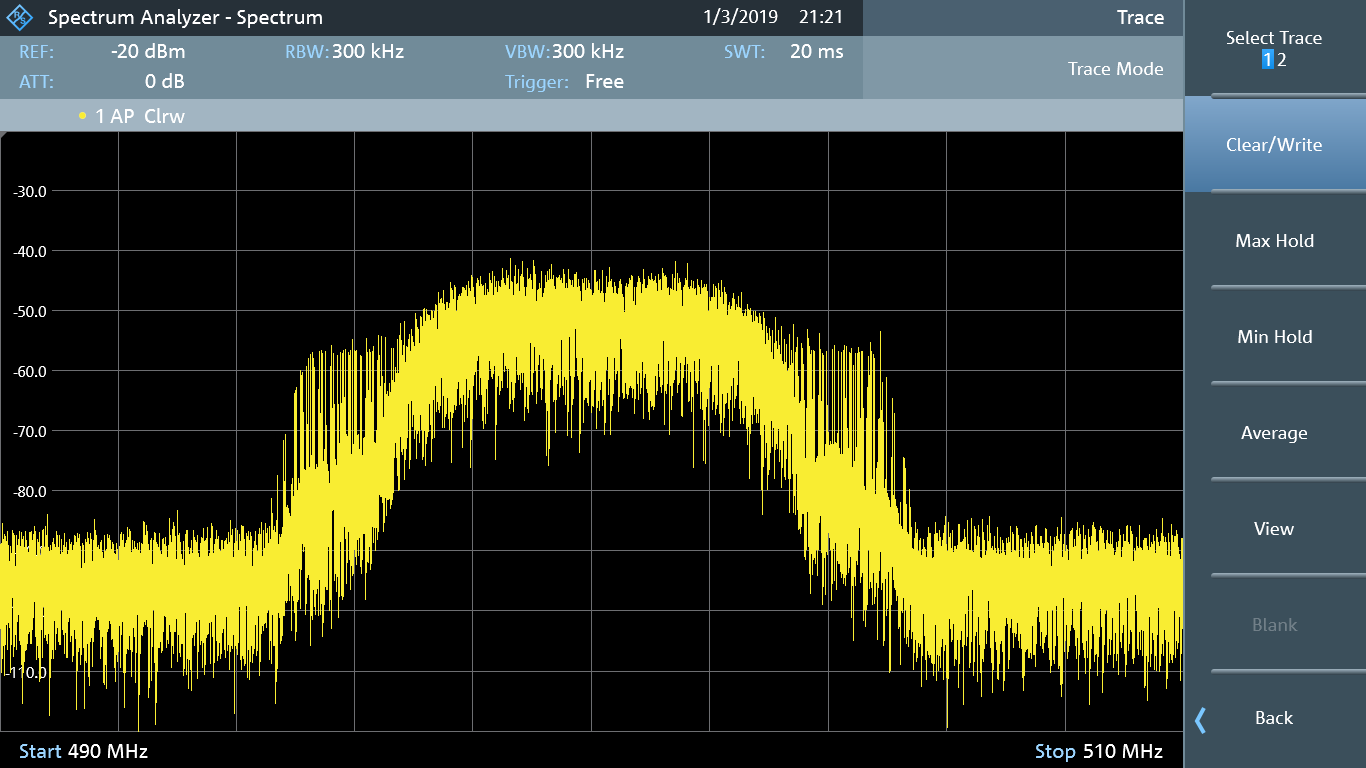 Spectrum Analyzer - Spectrum 1/3/2019 21:21 Trace
REF: -20 dBm RBW: 300 kHz VBW: 300 kHz SWT: 20 ms
Trace Mode
ATT: 0 dB Trigger: Free
1 AP Clrw
-30.0
-40.0
-50.0
-60.0
-70.0
-80.0
-110.0
Start 490 MHz Stop 510 MHz
Select Trace
1 2
Clear/Write
Max Hold
Min Hold
Average
View
Blank
Back